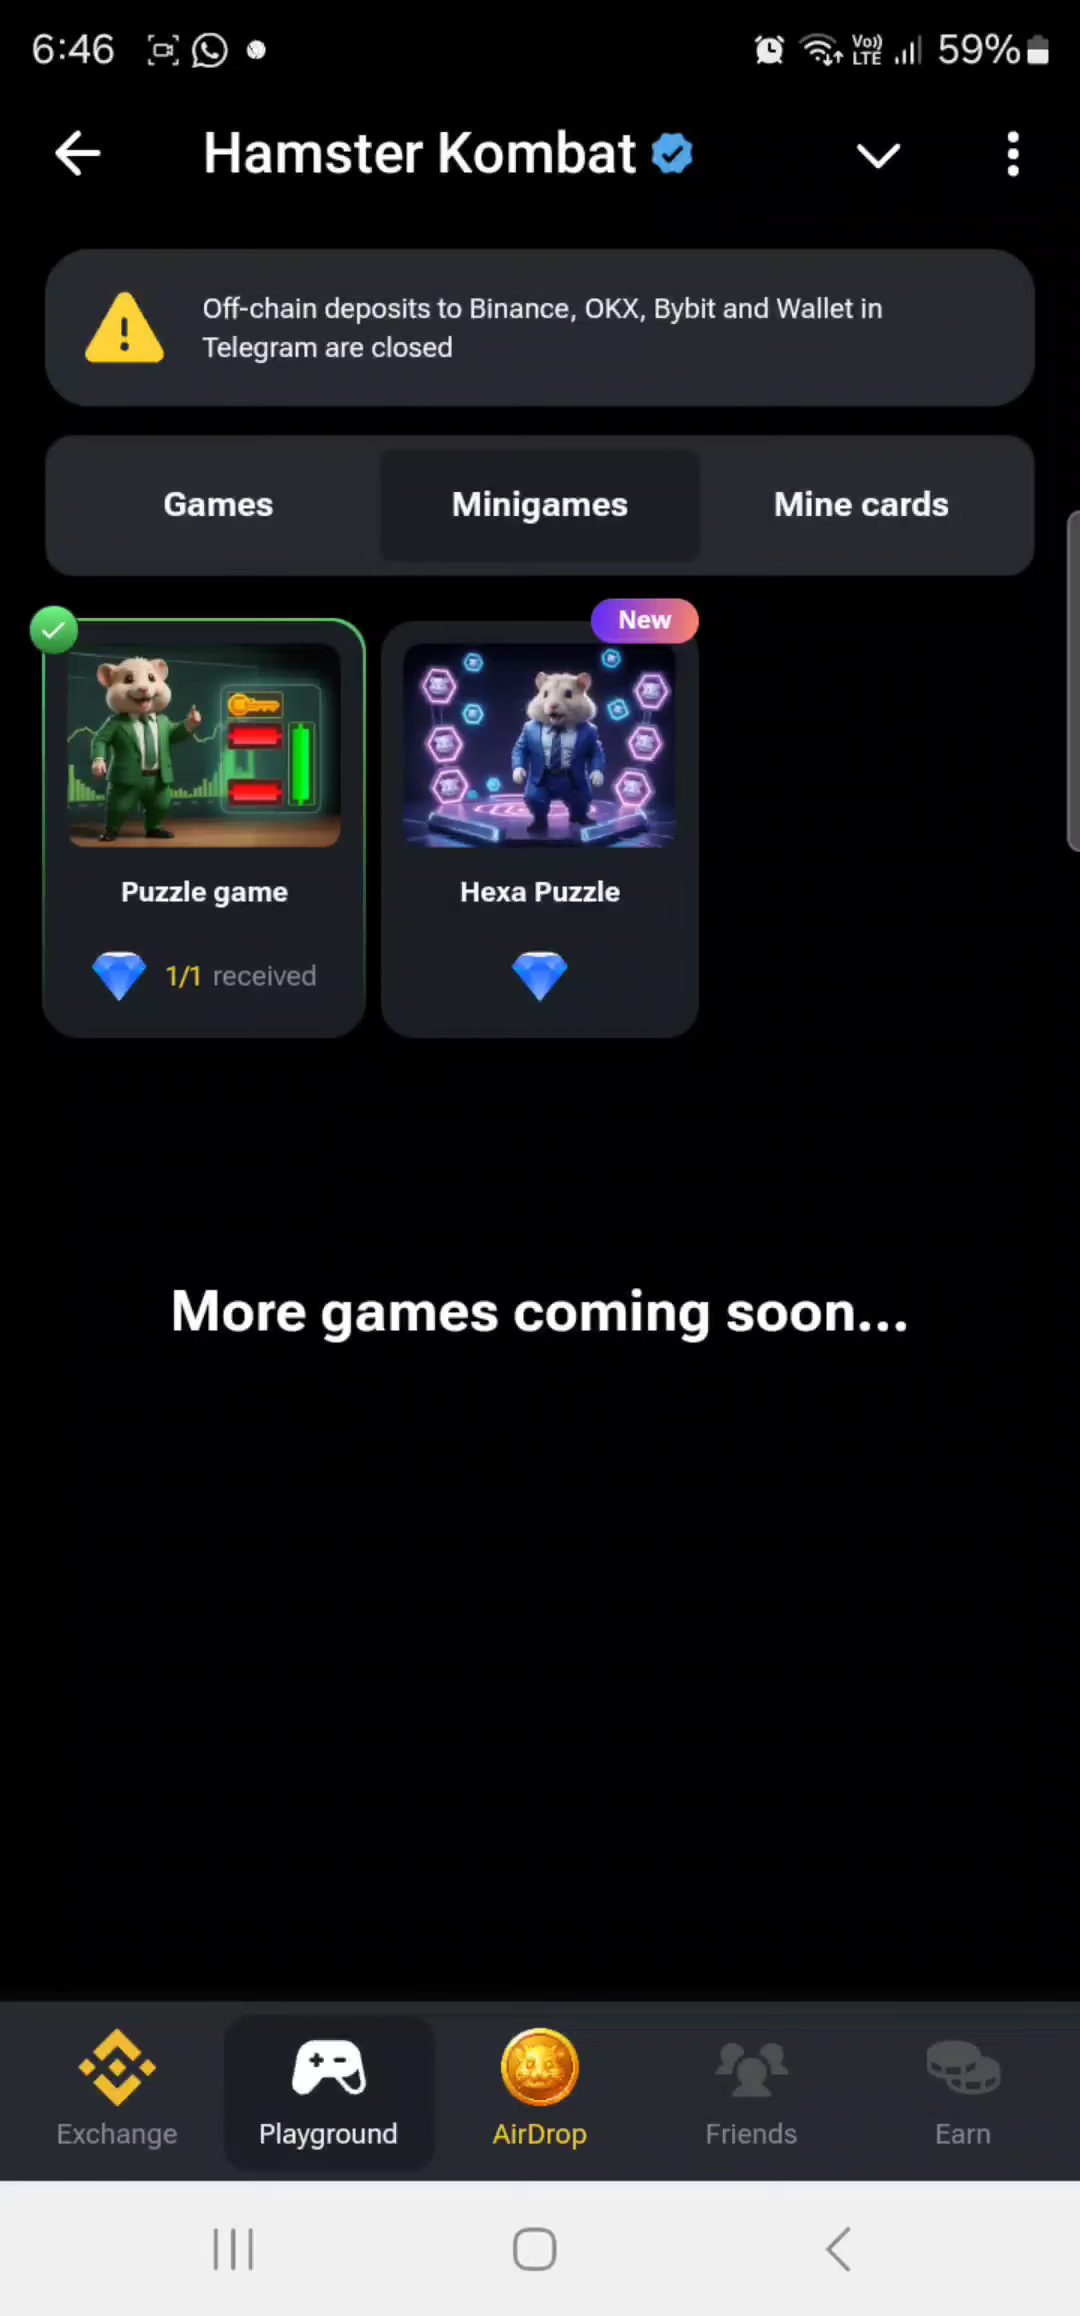 6:46
Vo))
LTE
59%
Hamster Kombat
Off-chain deposits to Binance, OKX, Bybit and Wallet in
Telegram are closed
Games
Minigames
Mine cards
New
Puzzle game
Hexa Puzzle
1/1 received
More games coming soon...
Exchange
Playground
AirDrop
Friends
Earn